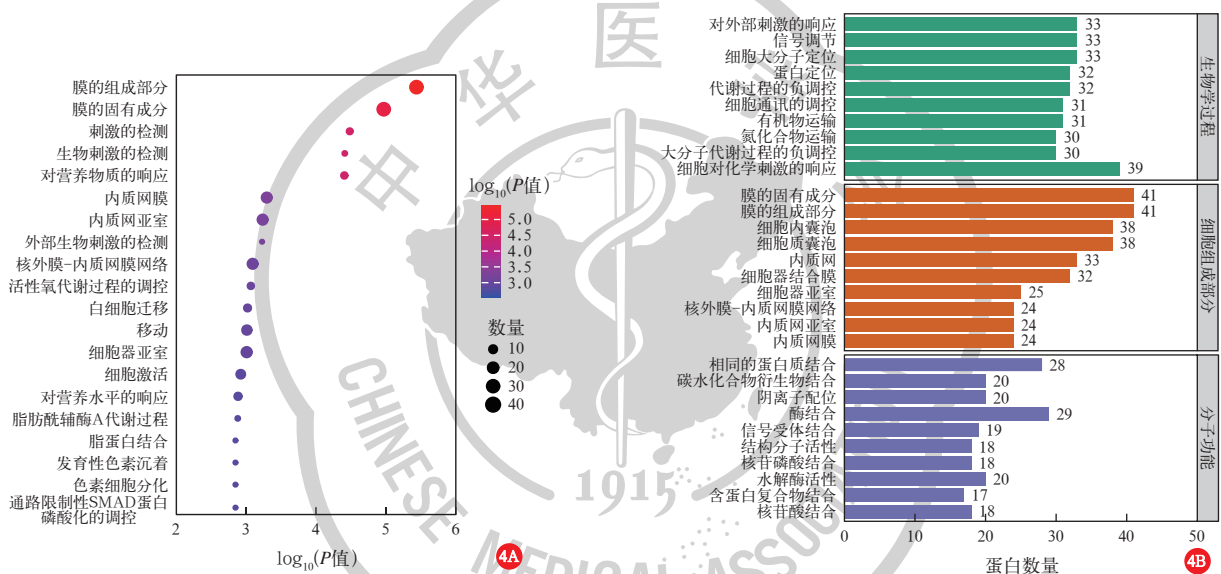 膜的组成部分
膜的固有成分
刺激的检测
生物刺激的检测
对营养物质的响应
内质网膜
内质网亚室
外部生物刺激的检测
核外膜-内质网膜网络
活性氧代谢过程的调控
白细胞迁移
移动
细胞器亚室
细胞激活
对营养水平的响应
脂肪酰辅酶A代谢过程
脂蛋白结合
发育性色素沉着
色素细胞分化
通路限制性SMAD蛋白
磷酸化的调控
2 3 4 5 6
log₁₀(P值)
4A
log₁₀(P值)
5.0
4.5
4.0
3.5
3.0
数量
10
20
30
40
对外部刺激的响应 33
信号调节 33
细胞大分子定位 33
蛋白定位 32
代谢过程的负调控 32
细胞通讯的调控 31
有机物运输 31
氮化合物运输 30
大分子代谢过程的负调控 30
细胞对化学刺激的响应 39
生物学过程
膜的固有成分 41
膜的组成部分 41
细胞内囊泡 38
细胞质囊泡 38
内质网 33
细胞器结合膜 32
细胞器亚室 25
核外膜-内质网膜网络 24
内质网亚室 24
内质网膜 24
细胞组成部分
相同的蛋白质结合 28
碳水化合物衍生物结合 20
阴离子配位 20
酶结合 29
信号受体结合 19
结构分子活性 18
核苷磷酸结合 18
水解酶活性 20
含蛋白复合物结合 17
核苷酸结合 18
分子功能
0 10 20 30 40 50
蛋白数量
4B
中华医
CHINESE MEDICAL ASSOC
1915